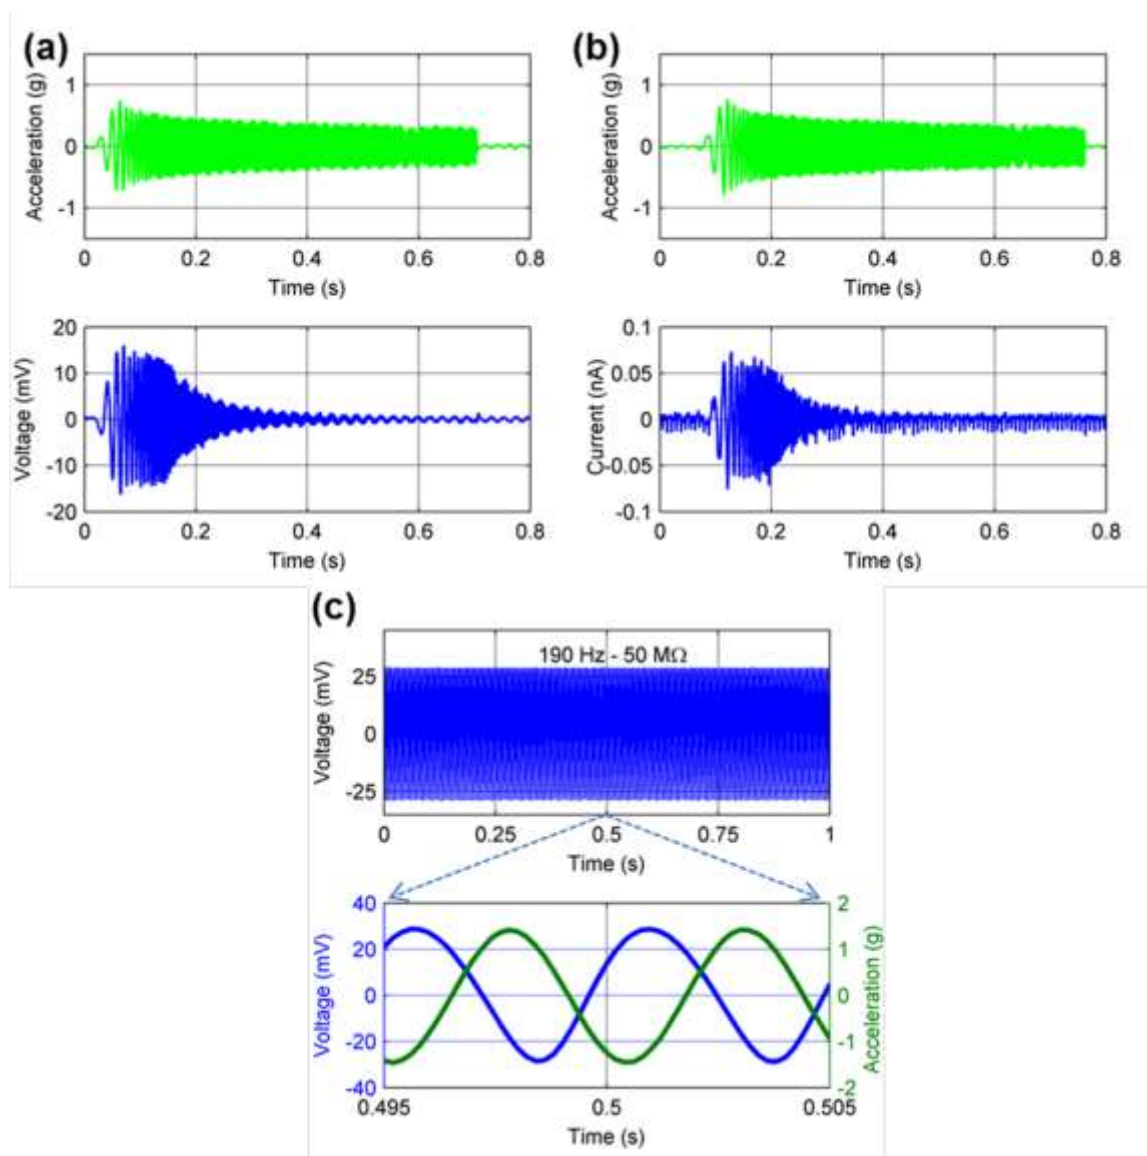 (a)
Acceleration (g)
1
0
-1
0 0.2 0.4 0.6 0.8
Time (s)
Voltage (mV)
20
10
0
-10
-20
0 0.2 0.4 0.6 0.8
Time (s)
(b)
Acceleration (g)
1
0
-1
0 0.2 0.4 0.6 0.8
Time (s)
Current (nA)
0.1
0.05
0
-0.05
-0.1
0 0.2 0.4 0.6 0.8
Time (s)
(c)
190 Hz - 50 MΩ
Voltage (mV)
25
0
-25
0 0.25 0.5 0.75 1
Time (s)
Voltage (mV)
40
20
0
-20
-40
2
1
0
-1
-2
Acceleration (g)
0.495 0.5 0.505
Time (s)